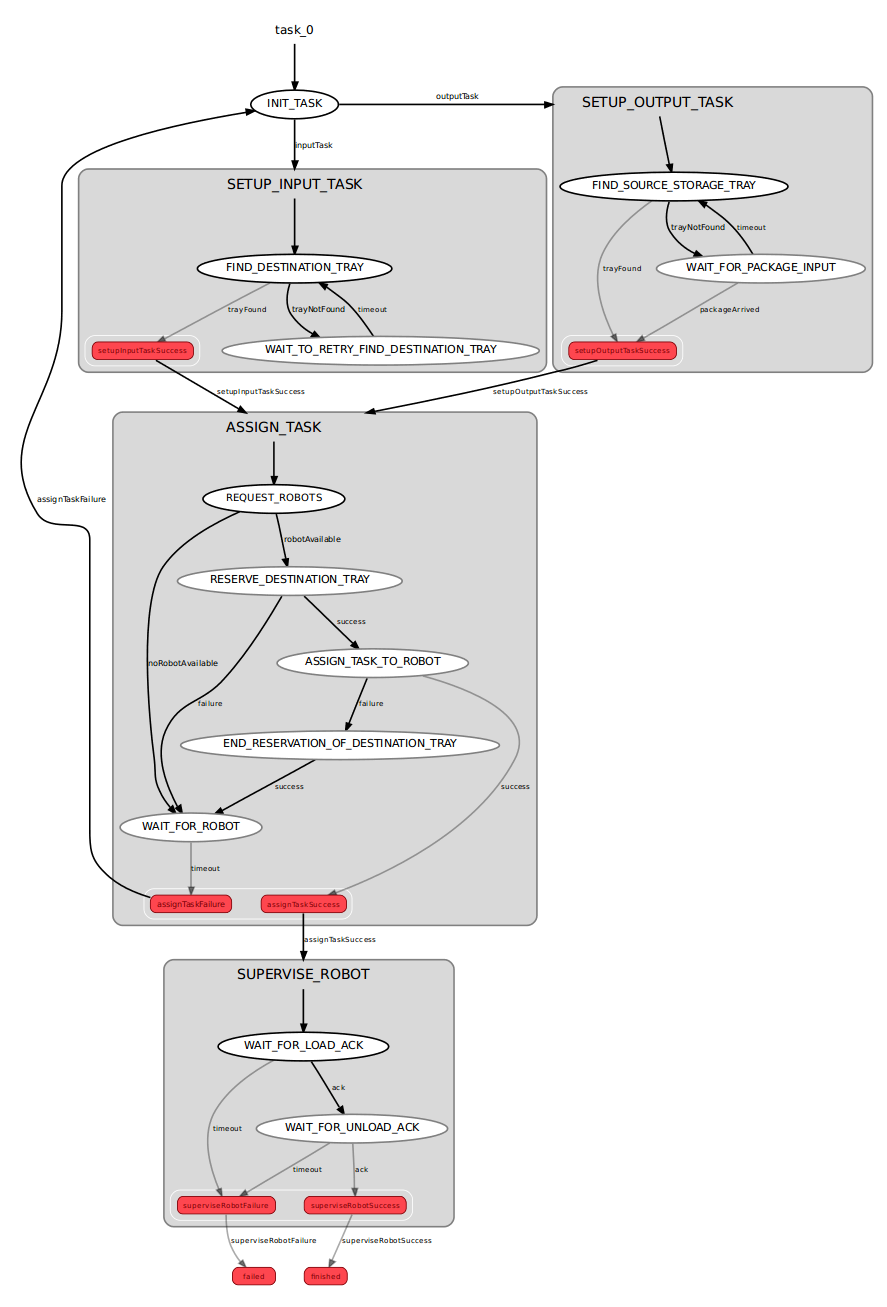 task_0
INIT_TASK
outputTask
SETUP_OUTPUT_TASK
inputTask
SETUP_INPUT_TASK
FIND_SOURCE_STORAGE_TRAY
trayNotFound
timeout
FIND_DESTINATION_TRAY
trayFound
WAIT_FOR_PACKAGE_INPUT
trayFound
trayNotFound
timeout
packageArrived
setupInputTaskSuccess
WAIT_TO_RETRY_FIND_DESTINATION_TRAY
setupOutputTaskSuccess
setupInputTaskSuccess
setupOutputTaskSuccess
ASSIGN_TASK
assignTaskFailure
REQUEST_ROBOTS
robotAvailable
RESERVE_DESTINATION_TRAY
success
noRobotAvailable
ASSIGN_TASK_TO_ROBOT
failure
failure
END_RESERVATION_OF_DESTINATION_TRAY
success
success
WAIT_FOR_ROBOT
timeout
assignTaskFailure
assignTaskSuccess
assignTaskSuccess
SUPERVISE_ROBOT
WAIT_FOR_LOAD_ACK
ack
timeout
WAIT_FOR_UNLOAD_ACK
timeout
ack
superviseRobotFailure
superviseRobotSuccess
superviseRobotFailure
superviseRobotSuccess
failed
finished